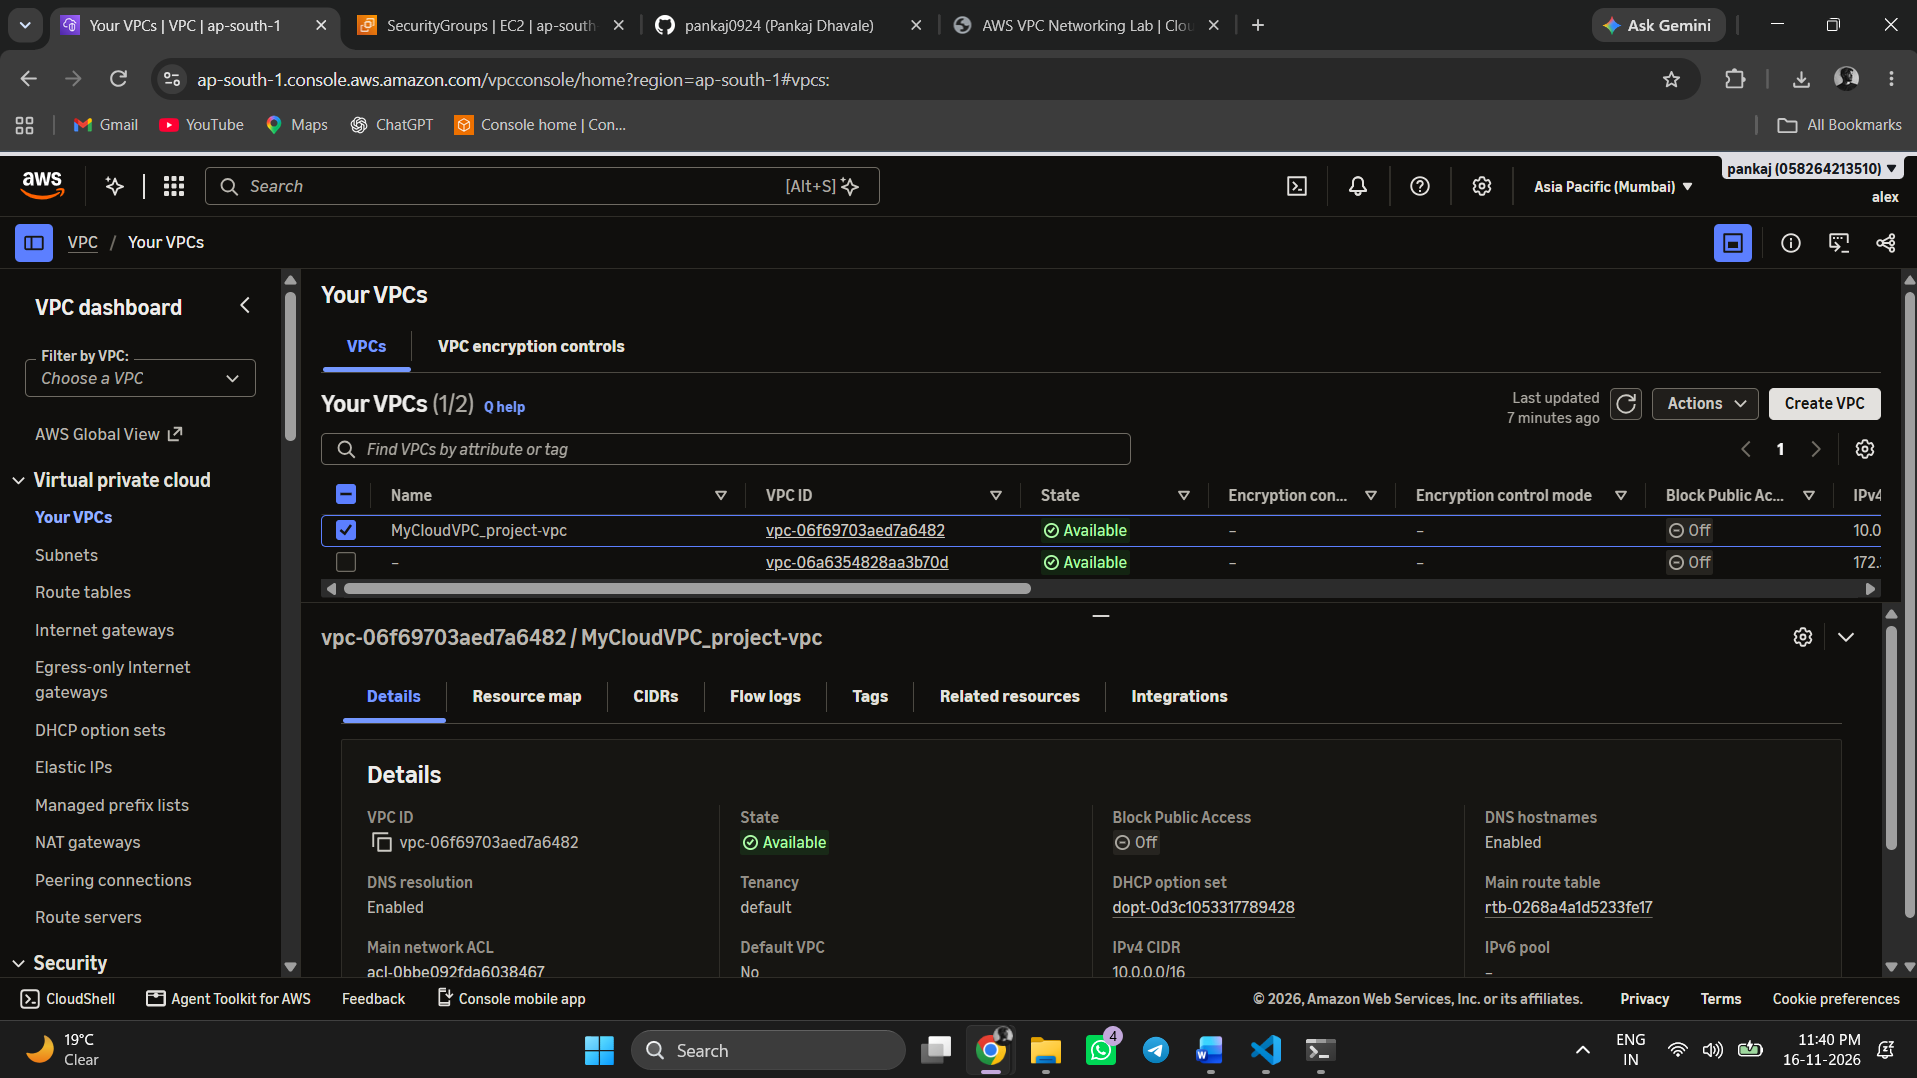 Your VPCs | VPC | ap-south-1
SecurityGroups | EC2 | ap-south
pankaj0924 (Pankaj Dhavale)
AWS VPC Networking Lab | Clou
Ask Gemini
ap-south-1.console.aws.amazon.com/vpcconsole/home?region=ap-south-1#vpcs:
Gmail
YouTube
Maps
ChatGPT
Console home | Con...
All Bookmarks
aws
Search
[Alt+S]
Asia Pacific (Mumbai)
pankaj (058264213510)
alex
VPC / Your VPCs
VPC dashboard
Filter by VPC:
Choose a VPC
AWS Global View
Virtual private cloud
Your VPCs
Subnets
Route tables
Internet gateways
Egress-only Internet
gateways
DHCP option sets
Elastic IPs
Managed prefix lists
NAT gateways
Peering connections
Route servers
Security
Your VPCs
VPCs
VPC encryption controls
Your VPCs (1/2) Q help
Last updated
7 minutes ago
Actions
Create VPC
Find VPCs by attribute or tag
1
Name
VPC ID
State
Encryption con...
Encryption control mode
Block Public Ac...
IPv4
MyCloudVPC_project-vpc
vpc-06f69703aed7a6482
Available
–
–
Off
10.0
–
vpc-06a6354828aa3b70d
Available
–
–
Off
172.
vpc-06f69703aed7a6482 / MyCloudVPC_project-vpc
Details
Resource map
CIDRs
Flow logs
Tags
Related resources
Integrations
Details
VPC ID
vpc-06f69703aed7a6482
State
Available
Block Public Access
Off
DNS hostnames
Enabled
DNS resolution
Enabled
Tenancy
default
DHCP option set
dopt-0d3c1053317789428
Main route table
rtb-0268a4a1d5233fe17
Main network ACL
acl-0bbe092fda6038467
Default VPC
No
IPv4 CIDR
10.0.0.0/16
IPv6 pool
–
CloudShell
Agent Toolkit for AWS
Feedback
Console mobile app
© 2026, Amazon Web Services, Inc. or its affiliates.
Privacy
Terms
Cookie preferences
19°C
Clear
Search
4
ENG
IN
11:40 PM
16-11-2026